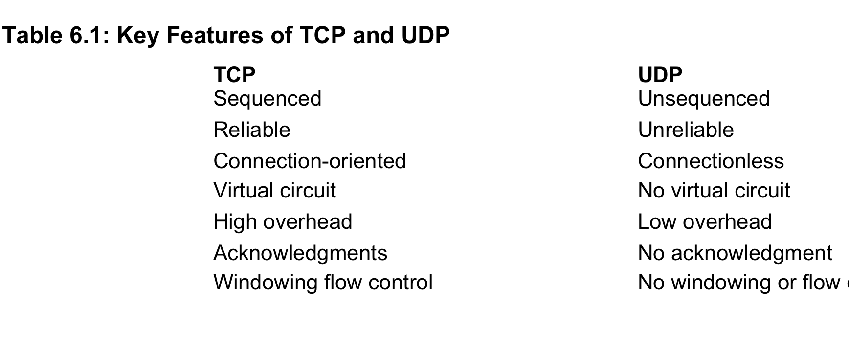 Table 6.1: Key Features of TCP and UDP
TCP UDP
Sequenced Unsequenced
Reliable Unreliable
Connection-oriented Connectionless
Virtual circuit No virtual circuit
High overhead Low overhead
Acknowledgments No acknowledgment
Windowing flow control No windowing or flow